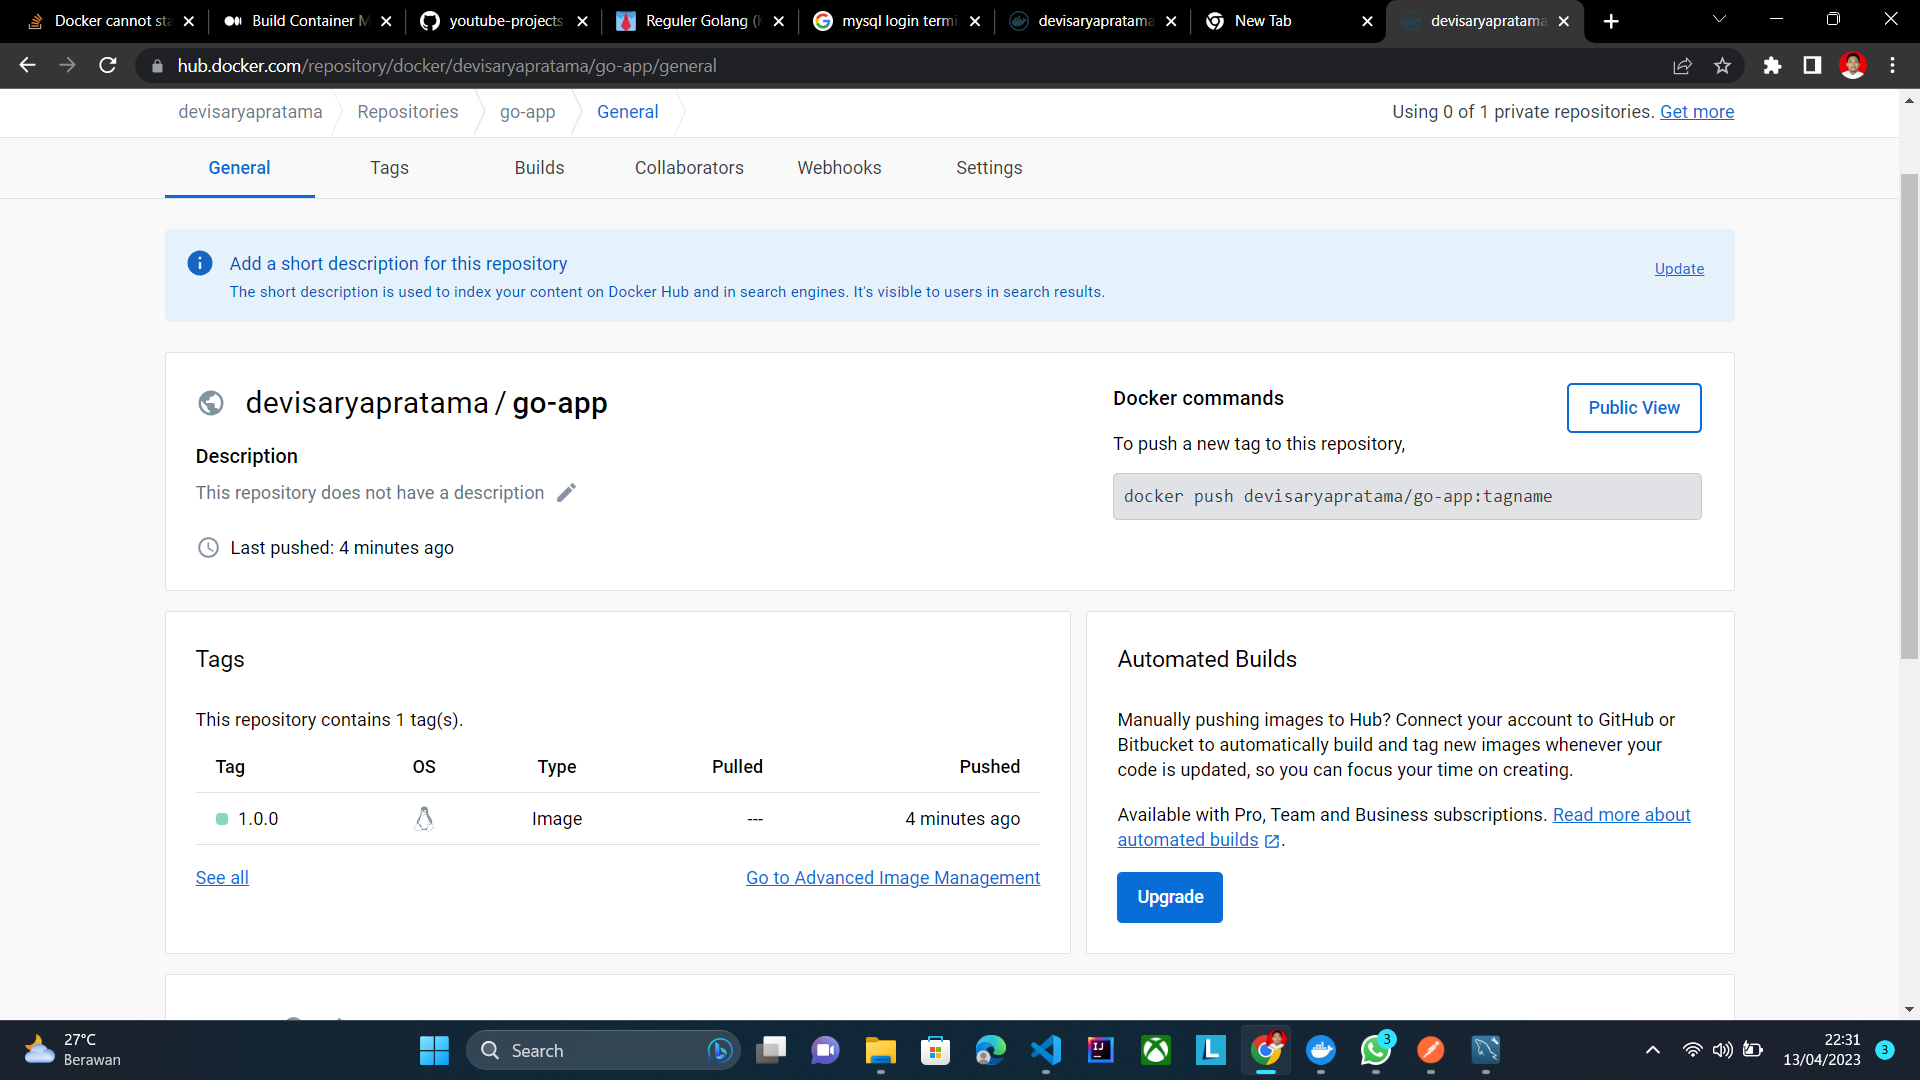 Docker cannot sta
Build Container M
youtube-projects
Reguler Golang (K
mysql login termi
devisaryapratama
New Tab
devisaryapratama
hub.docker.com/repository/docker/devisaryapratama/go-app/general
devisaryapratama
Repositories
go-app
General
Using 0 of 1 private repositories. Get more
General
Tags
Builds
Collaborators
Webhooks
Settings
Add a short description for this repository
Update
The short description is used to index your content on Docker Hub and in search engines. It's visible to users in search results.
devisaryapratama / go-app
Description
This repository does not have a description
Last pushed: 4 minutes ago
Docker commands
Public View
To push a new tag to this repository,
docker push devisaryapratama/go-app:tagname
Tags
This repository contains 1 tag(s).
Tag OS Type Pulled Pushed
1.0.0 Image --- 4 minutes ago
See all
Go to Advanced Image Management
Automated Builds
Manually pushing images to Hub? Connect your account to GitHub or
Bitbucket to automatically build and tag new images whenever your
code is updated, so you can focus your time on creating.
Available with Pro, Team and Business subscriptions. Read more about
automated builds .
Upgrade
27°C
Berawan
Search
IJ
L
3
22:31
13/04/2023
3